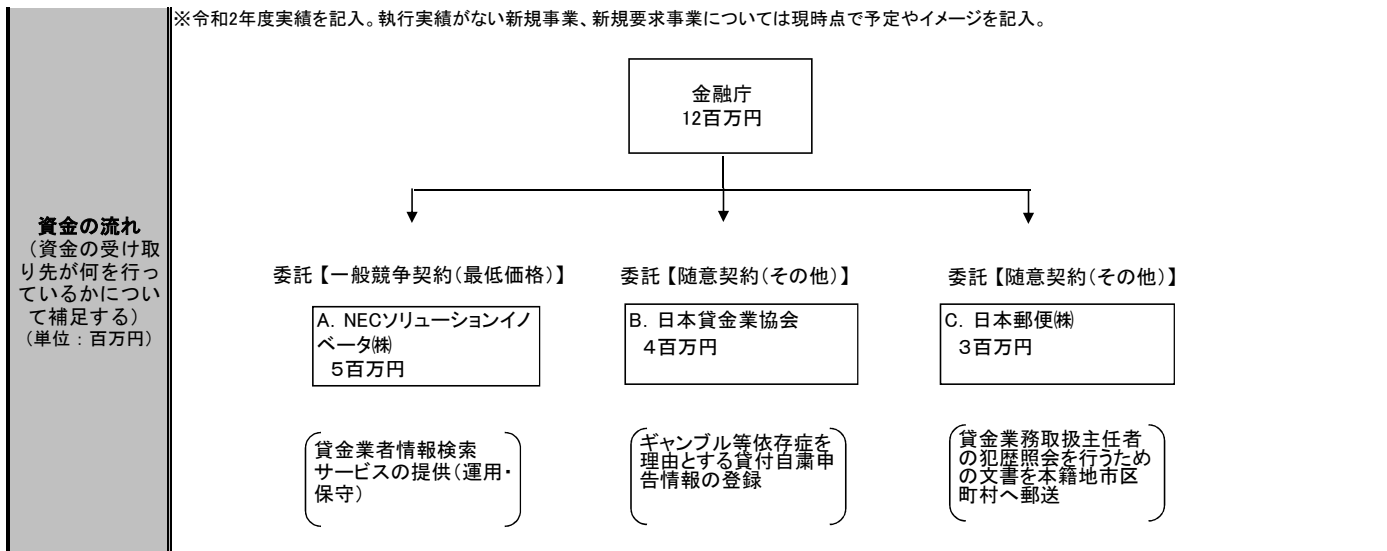 ※令和2年度実績を記入。執行実績がない新規事業、新規要求事業については現時点で予定やイメージを記入。
資金の流れ
（資金の受け取
り先が何を行っ
ているかについ
て補足する）
（単位：百万円）
金融庁
12百万円
委託【一般競争契約（最低価格）】
A. NECソリューションイノ
ベータ㈱
５百万円
貸金業者情報検索
サービスの提供（運用・
保守）
委託【随意契約（その他）】
B. 日本貸金業協会
４百万円
ギャンブル等依存症を
理由とする貸付自粛申
告情報の登録
委託【随意契約（その他）】
C. 日本郵便㈱
３百万円
貸金業務取扱主任者
の犯歴照会を行うため
の文書を本籍地市区
町村へ郵送